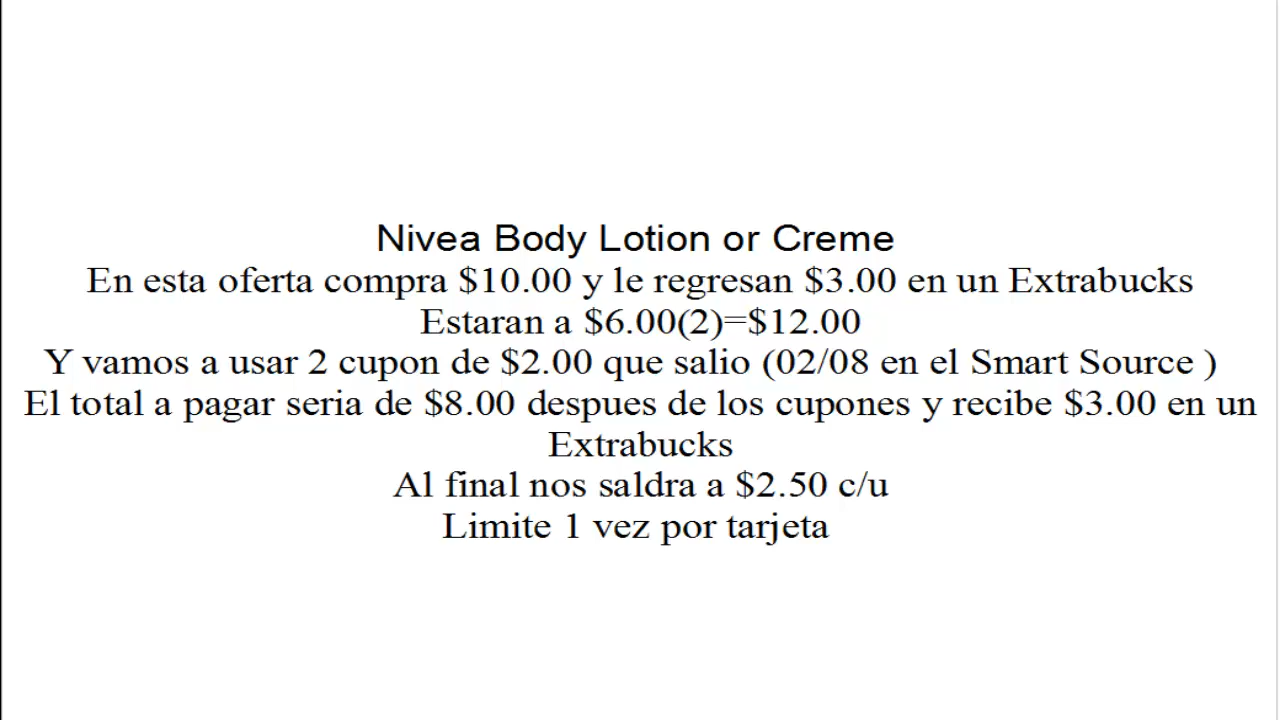 Nivea Body Lotion or Creme
En esta oferta compra $10.00 y le regresan $3.00 en un Extrabucks
Estaran a $6.00(2)=$12.00
Y vamos a usar 2 cupon de $2.00 que salio (02/08 en el Smart Source )
El total a pagar seria de $8.00 despues de los cupones y recibe $3.00 en un
Extrabucks
Al final nos saldra a $2.50 c/u
Limite 1 vez por tarjeta